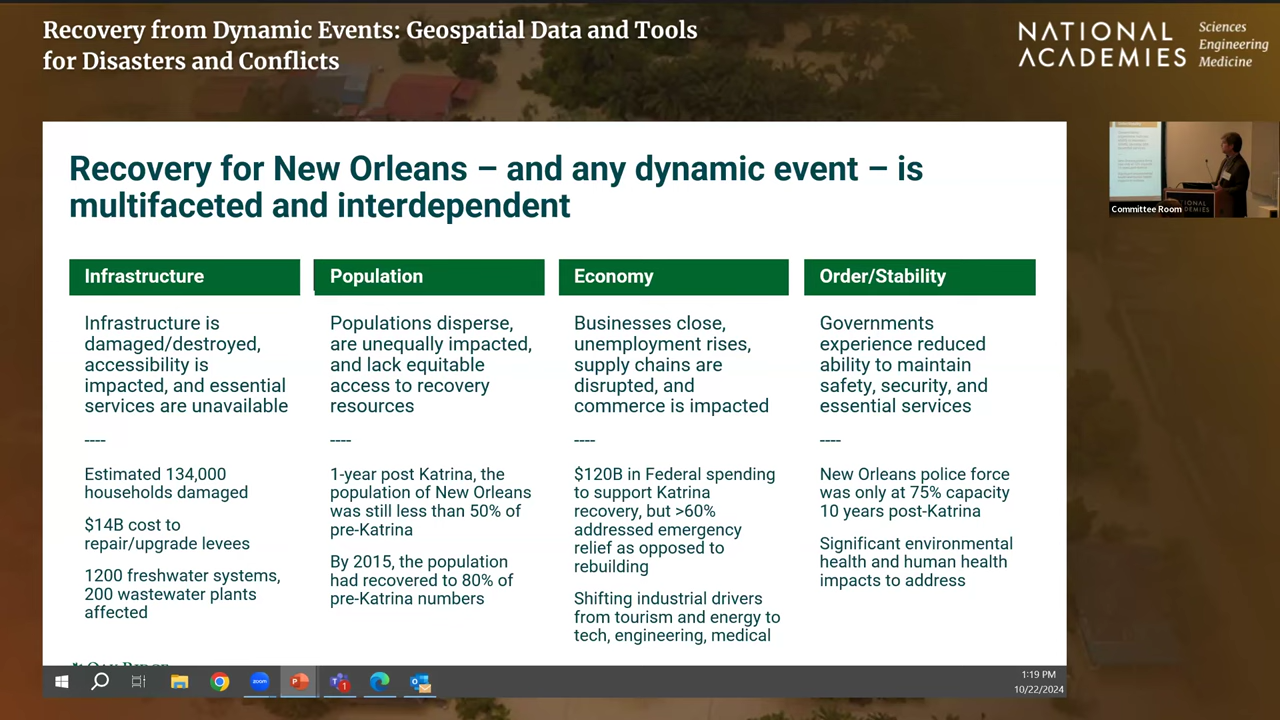 Recovery from Dynamic Events: Geospatial Data and Tools
for Disasters and Conflicts
NATIONAL
ACADEMIES
Sciences
Engineering
Medicine
Recovery for New Orleans – and any dynamic event – is
multifaceted and interdependent
Infrastructure
Infrastructure is
damaged/destroyed,
accessibility is
impacted, and essential
services are unavailable
----
Estimated 134,000
households damaged
$14B cost to
repair/upgrade levees
1200 freshwater systems,
200 wastewater plants
affected
Population
Populations disperse,
are unequally impacted,
and lack equitable
access to recovery
resources
----
1-year post Katrina, the
population of New Orleans
was still less than 50% of
pre-Katrina
By 2015, the population
had recovered to 80% of
pre-Katrina numbers
Economy
Businesses close,
unemployment rises,
supply chains are
disrupted, and
commerce is impacted
----
$120B in Federal spending
to support Katrina
recovery, but >60%
addressed emergency
relief as opposed to
rebuilding
Shifting industrial drivers
from tourism and energy to
tech, engineering, medical
Order/Stability
Governments
experience reduced
ability to maintain
safety, security, and
essential services
----
New Orleans police force
was only at 75% capacity
10 years post-Katrina
Significant environmental
health and human health
impacts to address
Committee Room
zoom
1:19 PM
10/22/2024